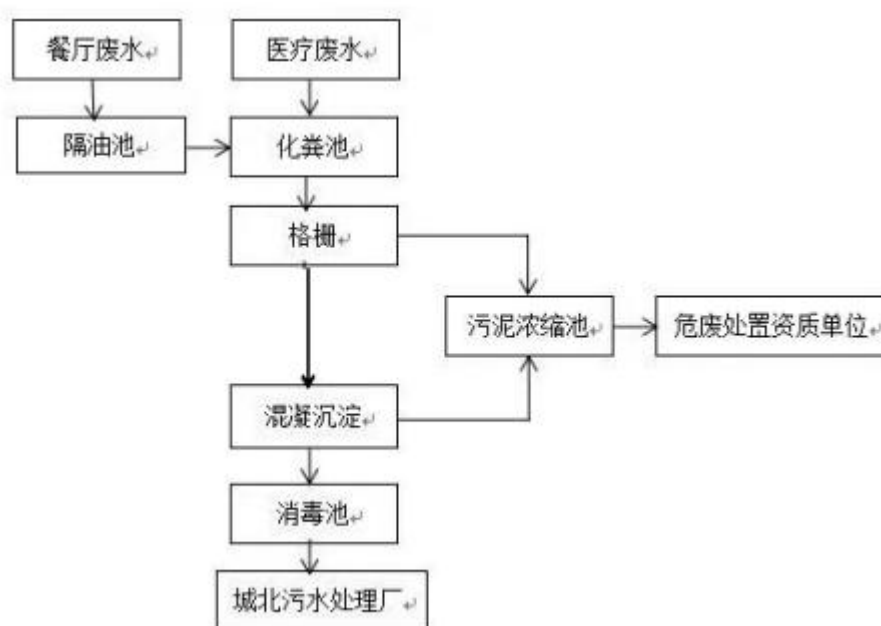 餐厅废水
医疗废水
隔油池
化粪池
格栅
污泥浓缩池
危废处置资质单位
混凝沉淀
消毒池
城北污水处理厂